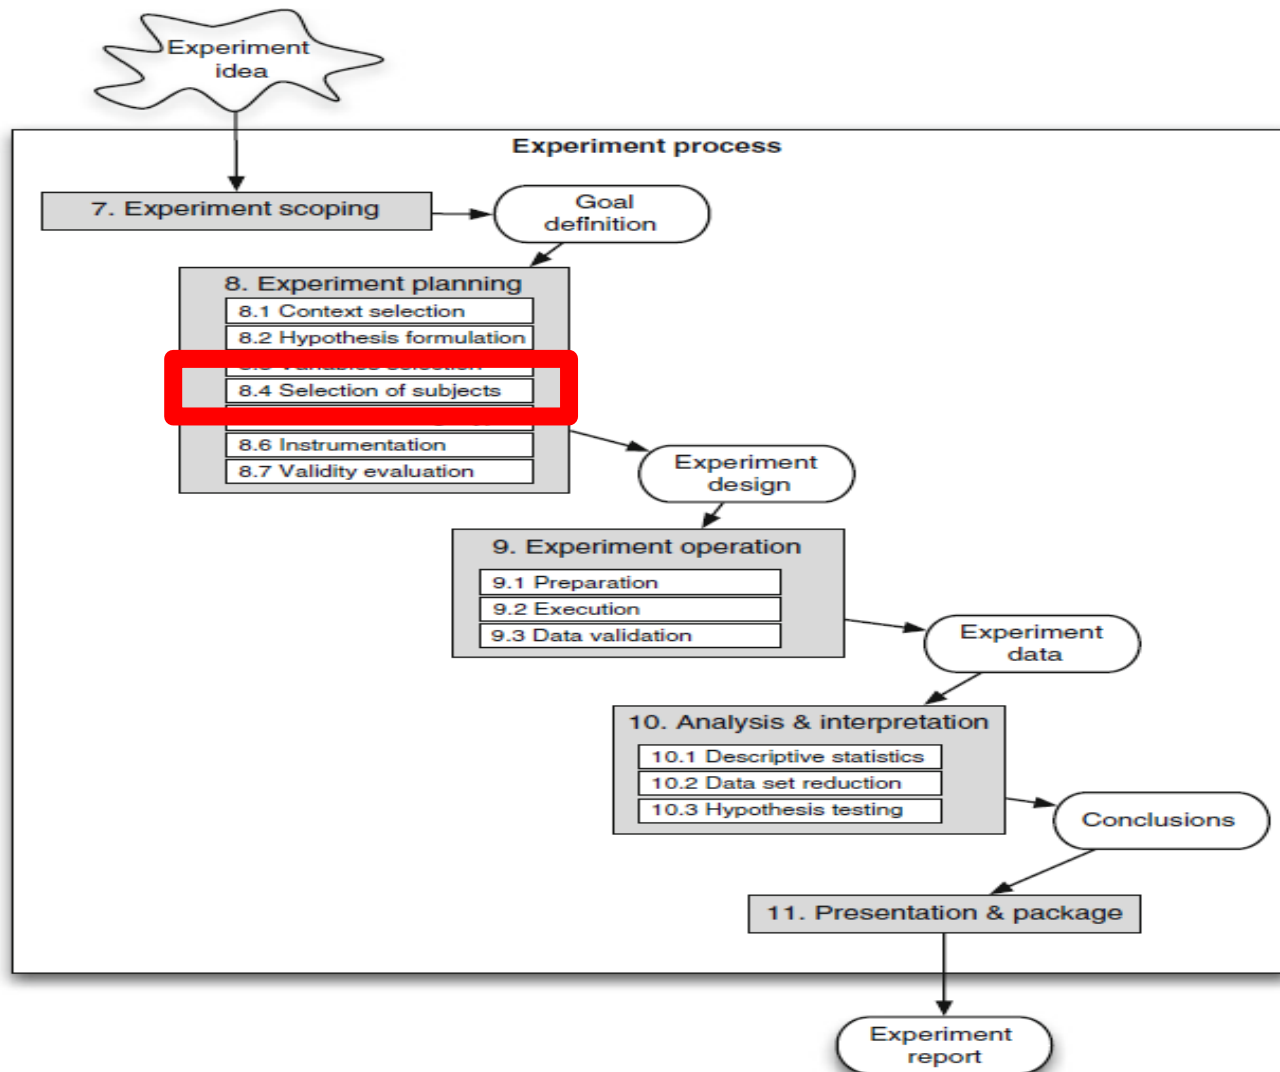 Experiment
idea
Experiment process
7. Experiment scoping
Goal
definition
8. Experiment planning
8.1 Context selection
8.2 Hypothesis formulation
8.4 Selection of subjects
8.6 Instrumentation
8.7 Validity evaluation
Experiment
design
9. Experiment operation
9.1 Preparation
9.2 Execution
9.3 Data validation
Experiment
data
10. Analysis & interpretation
10.1 Descriptive statistics
10.2 Data set reduction
10.3 Hypothesis testing
Conclusions
11. Presentation & package
Experiment
report